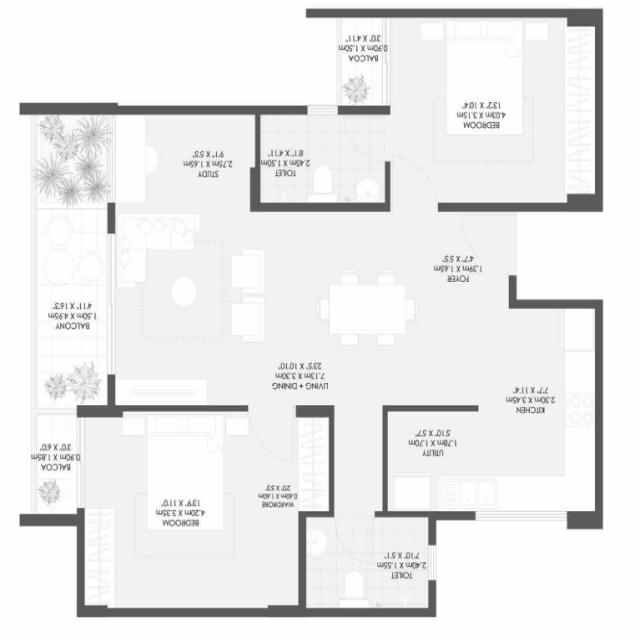 TOILET
2.40m X 1.55m
7'10" X 5'1"
BEDROOM
4.20m X 3.35m
13'9" X 11'0"
WARDROBE
0.60m X 1.60m
2'0" X 5'3"
BALCOA
0.90m X 1.85m
3'0" X 6'0"
UTILITY
1.78m X 1.70m
5'10" X 5'7"
KITCHEN
2.30m X 3.45m
7'7" X 11'4"
LIVING + DINING
7.13m X 3.30m
23'5" X 10'10"
BALCONY
1.50m X 4.95m
4'11" X 16'3"
FOYER
1.39m X 1.65m
4'7" X 5'5"
TOILET
2.45m X 1.50m
8'1" X 4'11"
STUDY
2.75m X 1.65m
9'1" X 5'5"
BEDROOM
4.03m X 3.15m
13'2" X 10'4"
BALCOA
0.90m X 1.50m
3'0" X 4'11"